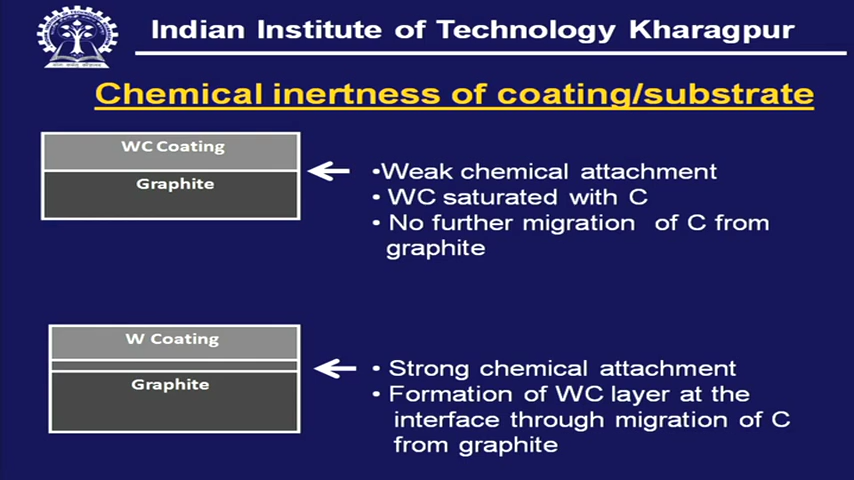 Indian Institute of Technology Kharagpur
Chemical inertness of coating/substrate
WC Coating
Graphite
•Weak chemical attachment
• WC saturated with C
• No further migration of C from
graphite
W Coating
Graphite
• Strong chemical attachment
• Formation of WC layer at the
interface through migration of C
from graphite